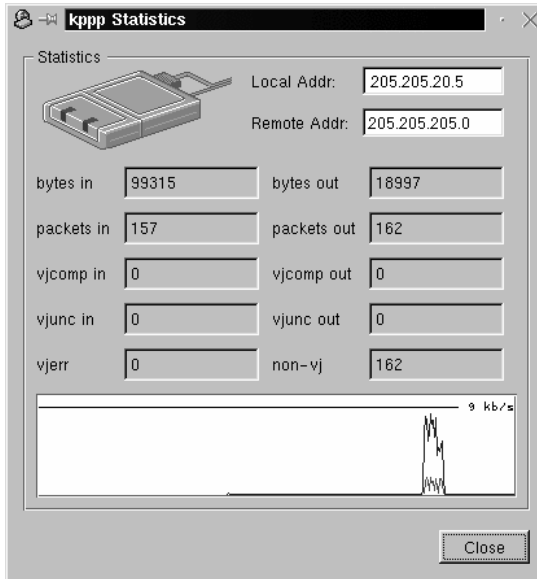 kppp Statistics
Statistics
Local Addr: 205.205.20.5
Remote Addr: 205.205.205.0
bytes in 99315 bytes out 18997
packets in 157 packets out 162
vjcomp in 0 vjcomp out 0
vjunc in 0 vjunc out 0
vjerr 0 non-vj 162
9 kb/s
Close